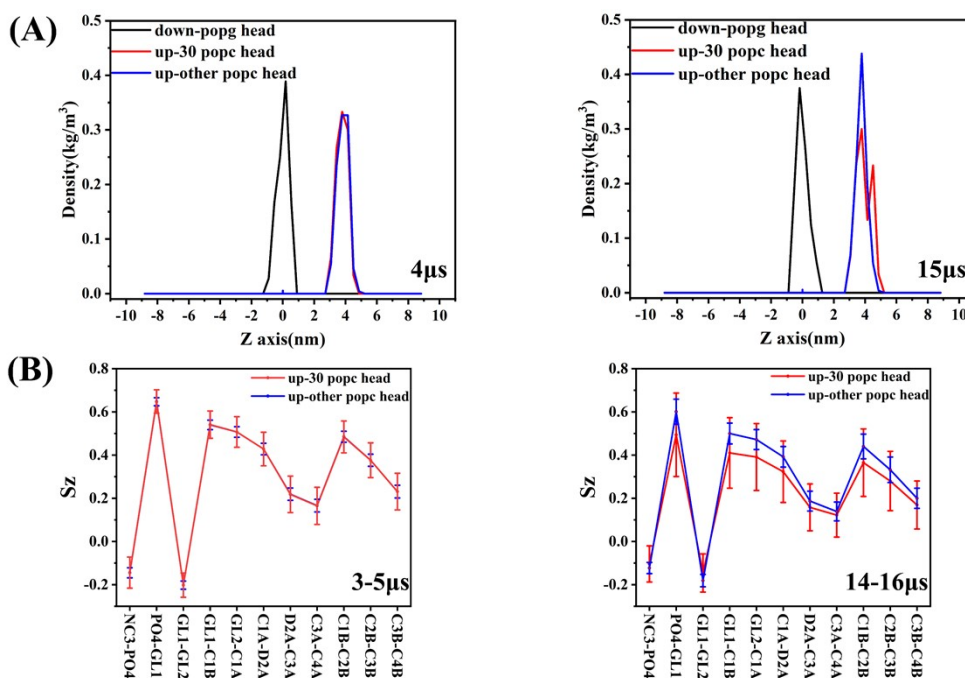 (A)
down-popg head
up-30 popc head
up-other popc head
Density(kg/m³)
0.5
0.4
0.3
0.2
0.1
0.0
4μs
-10 -8 -6 -4 -2 0 2 4 6 8 10
Z axis(nm)
down-popg head
up-30 popc head
up-other popc head
Density(kg/m³)
0.5
0.4
0.3
0.2
0.1
0.0
15μs
-10 -8 -6 -4 -2 0 2 4 6 8 10
Z axis(nm)
(B)
up-30 popc head
up-other popc head
Sz
0.8
0.6
0.4
0.2
0.0
-0.2
3-5μs
NC3-PO4
PO4-GL1
GL1-GL2
GL1-C1B
GL2-C1A
C1A-D2A
D2A-C3A
C3A-C4A
C1B-C2B
C2B-C3B
C3B-C4B
up-30 popc head
up-other popc head
Sz
0.8
0.6
0.4
0.2
0.0
-0.2
14-16μs
NC3-PO4
PO4-GL1
GL1-GL2
GL1-C1B
GL2-C1A
C1A-D2A
D2A-C3A
C3A-C4A
C1B-C2B
C2B-C3B
C3B-C4B